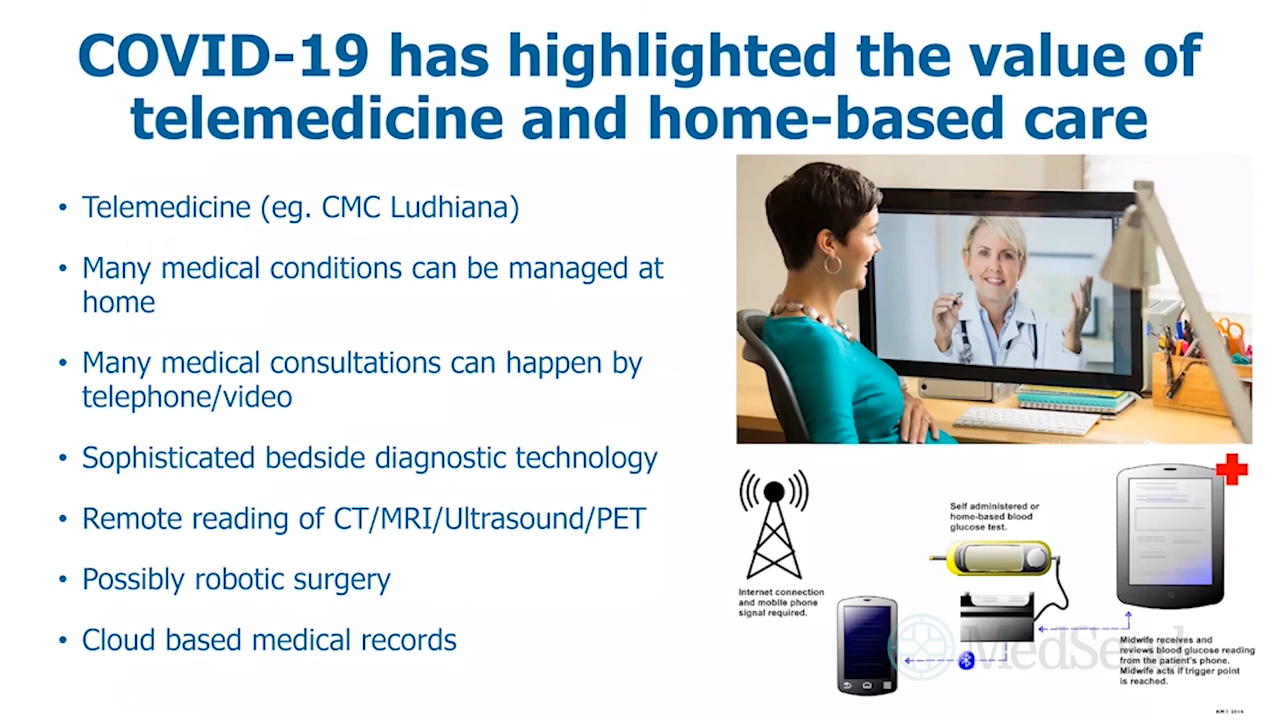 COVID-19 has highlighted the value of
telemedicine and home-based care
• Telemedicine (eg. CMC Ludhiana)
• Many medical conditions can be managed at
home
• Many medical consultations can happen by
telephone/video
• Sophisticated bedside diagnostic technology
• Remote reading of CT/MRI/Ultrasound/PET
• Possibly robotic surgery
• Cloud based medical records
Internet connection
and mobile phone
signal required.
Self administered or
home-based blood
glucose test.
Midwife receives and
reviews blood glucose reading
from the patient's phone.
Midwife acts if trigger point
is reached.